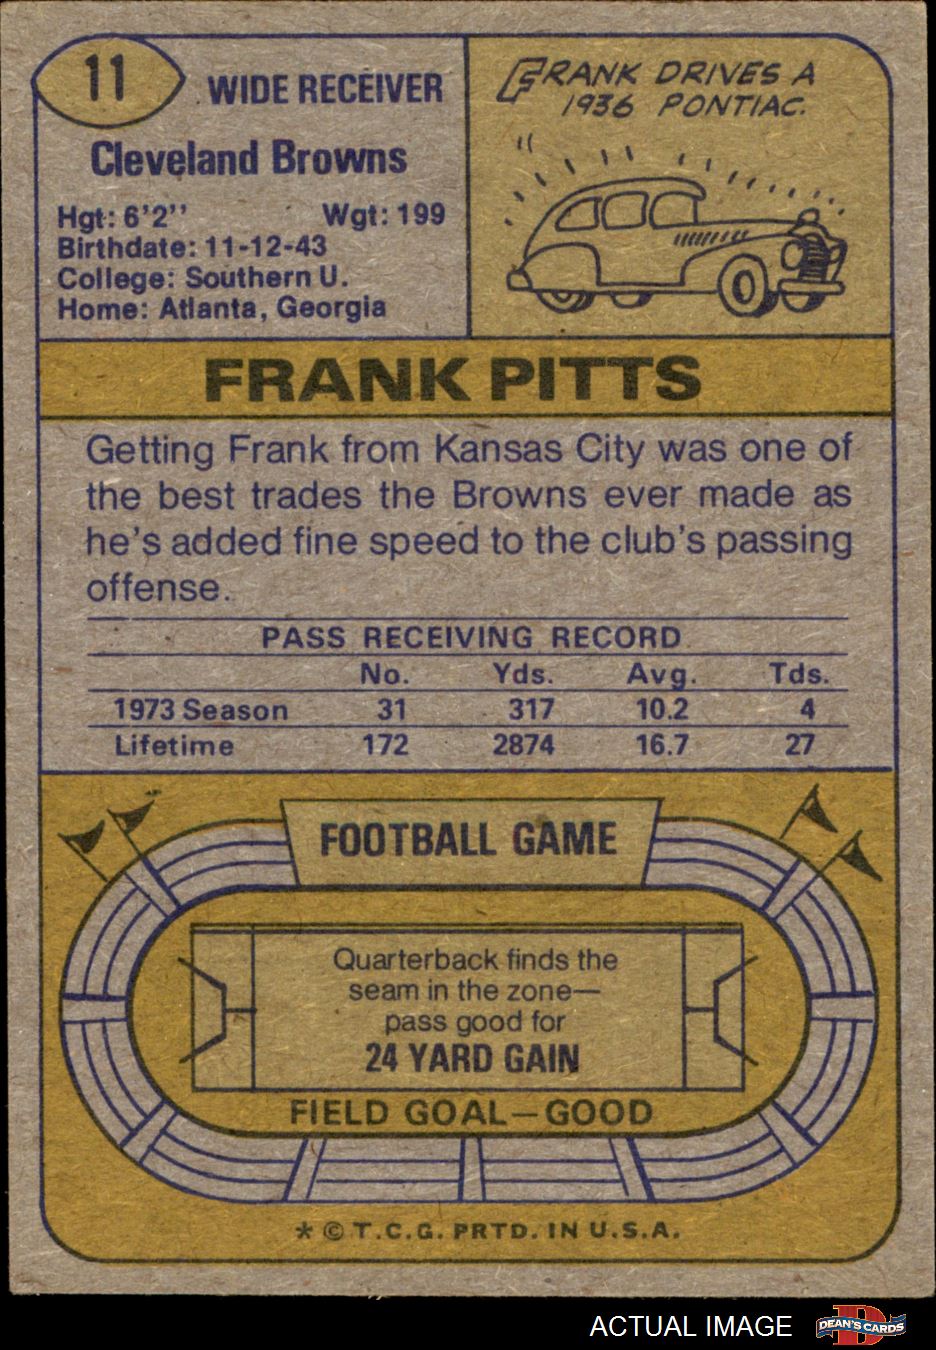 11
WIDE RECEIVER
Cleveland Browns
Hgt: 6'2'' Wgt: 199
Birthdate: 11-12-43
College: Southern U.
Home: Atlanta, Georgia
FRANK DRIVES A
1936 PONTIAC.
FRANK PITTS
Getting Frank from Kansas City was one of
the best trades the Browns ever made as
he's added fine speed to the club's passing
offense.
PASS RECEIVING RECORD
No. Yds. Avg. Tds.
1973 Season 31 317 10.2 4
Lifetime 172 2874 16.7 27
FOOTBALL GAME
Quarterback finds the
seam in the zone—
pass good for
24 YARD GAIN
FIELD GOAL—GOOD
* © T.C.G. PRTD. IN U.S.A.
ACTUAL IMAGE
DEAN'S CARDS